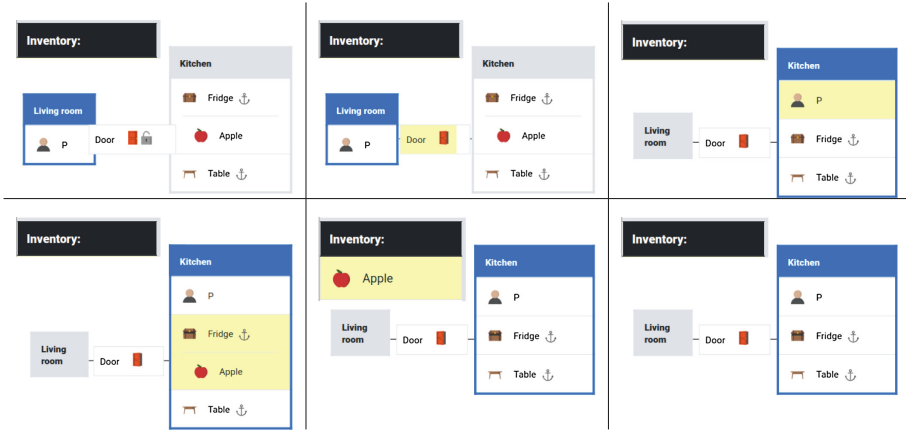 Inventory:
Kitchen
Fridge
Living room
P
Door
Apple
Table
Inventory:
Kitchen
Fridge
Living room
P
Door
Apple
Table
Inventory:
Kitchen
P
Living
room
Door
Fridge
Table
Inventory:
Kitchen
P
Fridge
Living
room
Door
Apple
Table
Inventory:
Apple
Kitchen
P
Living
room
Door
Fridge
Table
Inventory:
Kitchen
P
Living
room
Door
Fridge
Table